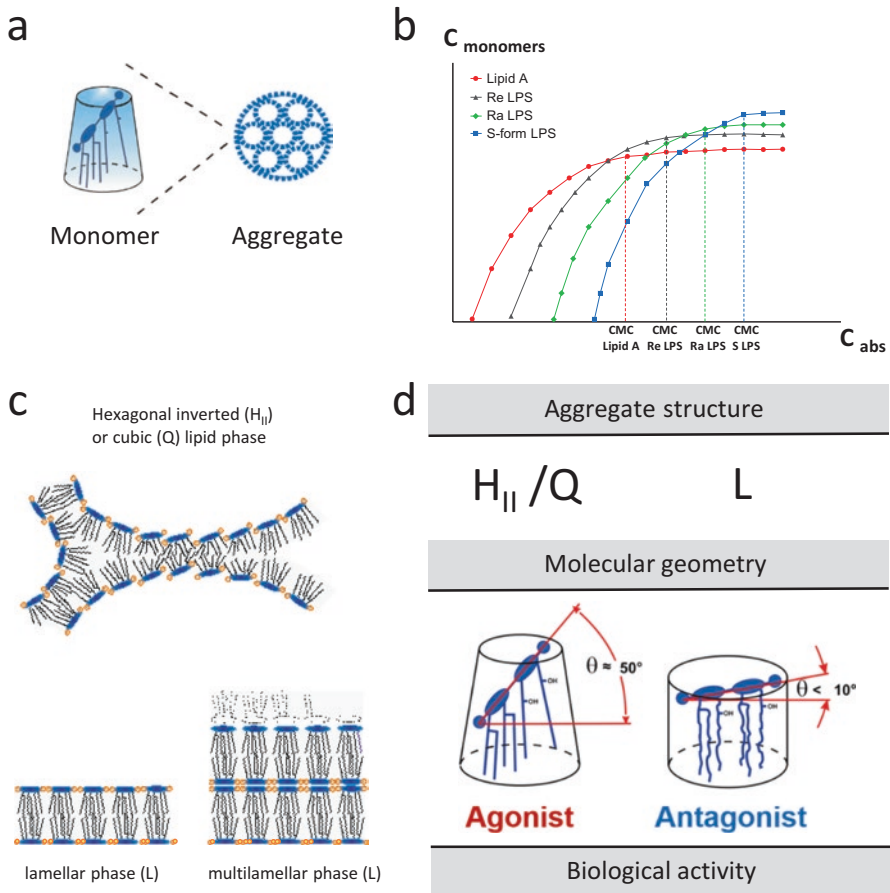 a
Monomer
Aggregate
b
C monomers
Lipid A
Re LPS
Ra LPS
S-form LPS
CMC CMC CMC CMC
Lipid A Re LPS Ra LPS S LPS
C abs
c
Hexagonal inverted (HII)
or cubic (Q) lipid phase
lamellar phase (L)
multilamellar phase (L)
d
Aggregate structure
HII /Q
L
Molecular geometry
θ ≈ 50°
OH
OH
Agonist
θ < 10°
OH
OH
Antagonist
Biological activity